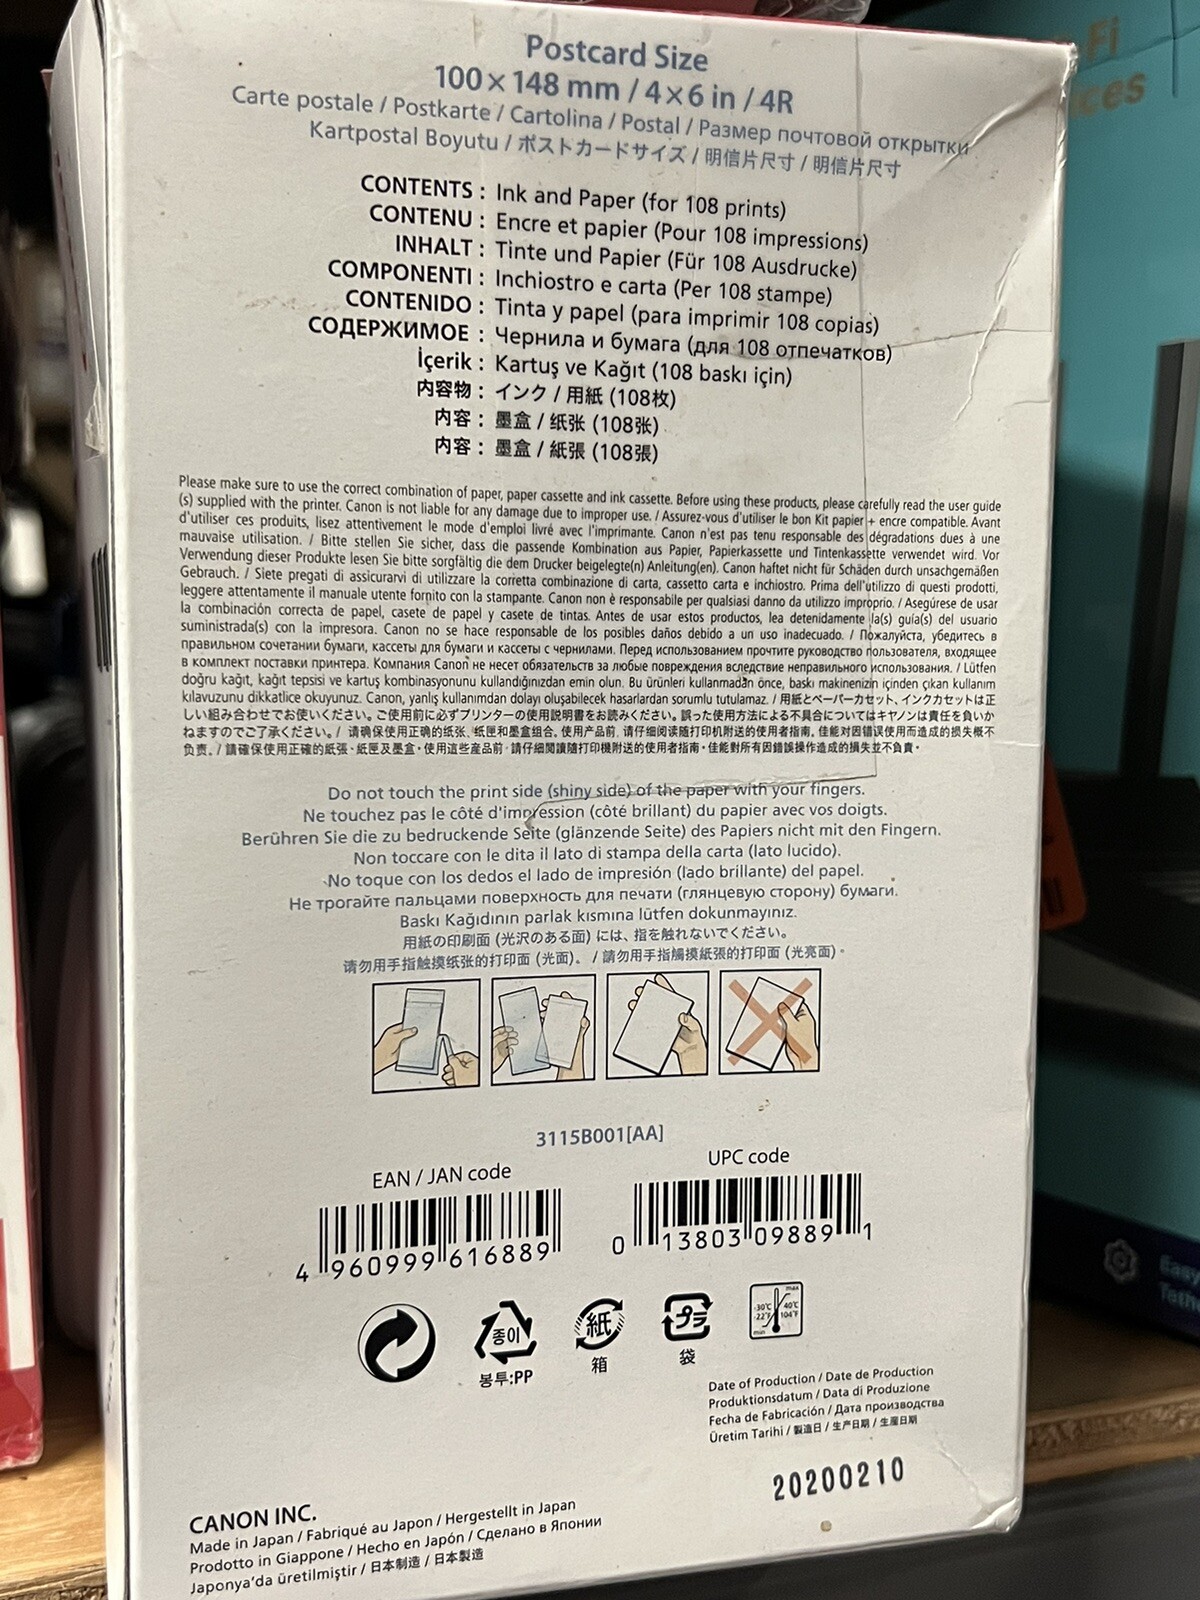 Postcard Size
100×148 mm / 4×6 in / 4R
Carte postale / Postkarte / Cartolina / Postal / Размер почтовой открытки
Kartpostal Boyutu / ポストカードサイズ / 明信片尺寸 / 明信片尺寸
CONTENTS : Ink and Paper (for 108 prints)
CONTENU : Encre et papier (Pour 108 impressions)
INHALT : Tinte und Papier (Für 108 Ausdrucke)
COMPONENTI : Inchiostro e carta (Per 108 stampe)
CONTENIDO : Tinta y papel (para imprimir 108 copias)
СОДЕРЖИМОЕ : Чернила и бумага (для 108 отпечатков)
İçerik : Kartuş ve Kağıt (108 baskı için)
内容物 : インク / 用紙 (108枚)
内容 : 墨盒 / 纸张 (108张)
内容 : 墨盒 / 紙張 (108張)
Please make sure to use the correct combination of paper, paper cassette and ink cassette. Before using these products, please carefully read the user guide
(s) supplied with the printer. Canon is not liable for any damage due to improper use. / Assurez-vous d'utiliser le bon Kit papier + encre compatible. Avant
d'utiliser ces produits, lisez attentivement le mode d'emploi livré avec l'imprimante. Canon n'est pas tenu responsable des dégradations dues à une
mauvaise utilisation. / Bitte stellen Sie sicher, dass die passende Kombination aus Papier, Papierkassette und Tintenkassette verwendet wird. Vor
Verwendung dieser Produkte lesen Sie bitte sorgfältig die dem Drucker beigelegte(n) Anleitung(en). Canon haftet nicht für Schäden durch unsachgemäßen
Gebrauch. / Siete pregati di assicurarvi di utilizzare la corretta combinazione di carta, cassetto carta e inchiostro. Prima dell'utilizzo di questi prodotti,
leggere attentamente il manuale utente fornito con la stampante. Canon non è responsabile per qualsiasi danno da utilizzo improprio. / Asegúrese de usar
la combinación correcta de papel, casete de papel y casete de tintas. Antes de usar estos productos, lea detenidamente la(s) guía(s) del usuario
suministrada(s) con la impresora. Canon no se hace responsable de los posibles daños debido a un uso inadecuado. / Пожалуйста, убедитесь в
правильном сочетании бумаги, кассеты для бумаги и кассеты с чернилами. Перед использованием прочтите руководство пользователя, входящее
в комплект поставки принтера. Компания Canon не несет обязательств за любые повреждения вследствие неправильного использования. / Lütfen
doğru kağıt, kağıt tepsisi ve kartuş kombinasyonunu kullandığınızdan emin olun. Bu ürünleri kullanmadan önce, baskı makinenizin içinden çıkan kullanım
kılavuzunu dikkatlice okuyunuz. Canon, yanlış kullanımdan dolayı oluşabilecek hasarlardan sorumlu tutulamaz. / 用紙とペーパーカセット、インクカセットは正
しい組み合わせでお使いください。ご使用前に必ずプリンターの使用説明書をお読みください。誤った使用方法による不具合についてはキヤノンは責任を負いか
ねますのでご了承ください。/ 请确保使用正确的纸张、纸匣和墨盒组合。使用产品前，请仔细阅读随打印机附送的使用者指南。佳能对因错误使用而造成的损失概不
负责。/ 請確保使用正確的紙張、紙匣及墨盒。使用這些產品前，請仔細閱讀隨打印機附送的使用者指南。佳能對所有因錯誤操作造成的損失並不負責。
Do not touch the print side (shiny side) of the paper with your fingers.
Ne touchez pas le côté d'impression (côté brillant) du papier avec vos doigts.
Berühren Sie die zu bedruckende Seite (glänzende Seite) des Papiers nicht mit den Fingern.
Non toccare con le dita il lato di stampa della carta (lato lucido).
No toque con los dedos el lado de impresión (lado brillante) del papel.
Не трогайте пальцами поверхность для печати (глянцевую сторону) бумаги.
Baskı Kağıdının parlak kısmına lütfen dokunmayınız.
用紙の印刷面 (光沢のある面) には、指を触れないでください。
请勿用手指触摸纸张的打印面 (光面)。 / 請勿用手指觸摸紙張的打印面 (光亮面)。
3115B001[AA]
EAN / JAN code
UPC code
4 960999 616889
0 13803 09889 1
종이
봉투:PP
紙
箱
プラ
袋
max
-30°C 40°C
-22°F 104°F
min
Date of Production / Date de Production
Produktionsdatum / Data di Produzione
Fecha de Fabricación / Дата производства
Üretim Tarihi / 製造日 / 生产日期 / 生産日期
20200210
CANON INC.
Made in Japan / Fabriqué au Japon / Hergestellt in Japan
Prodotto in Giappone / Hecho en Japón / Сделано в Японии
Japonya'da üretilmiştir / 日本制造 / 日本製造
Fi
ices
Easy
Teth